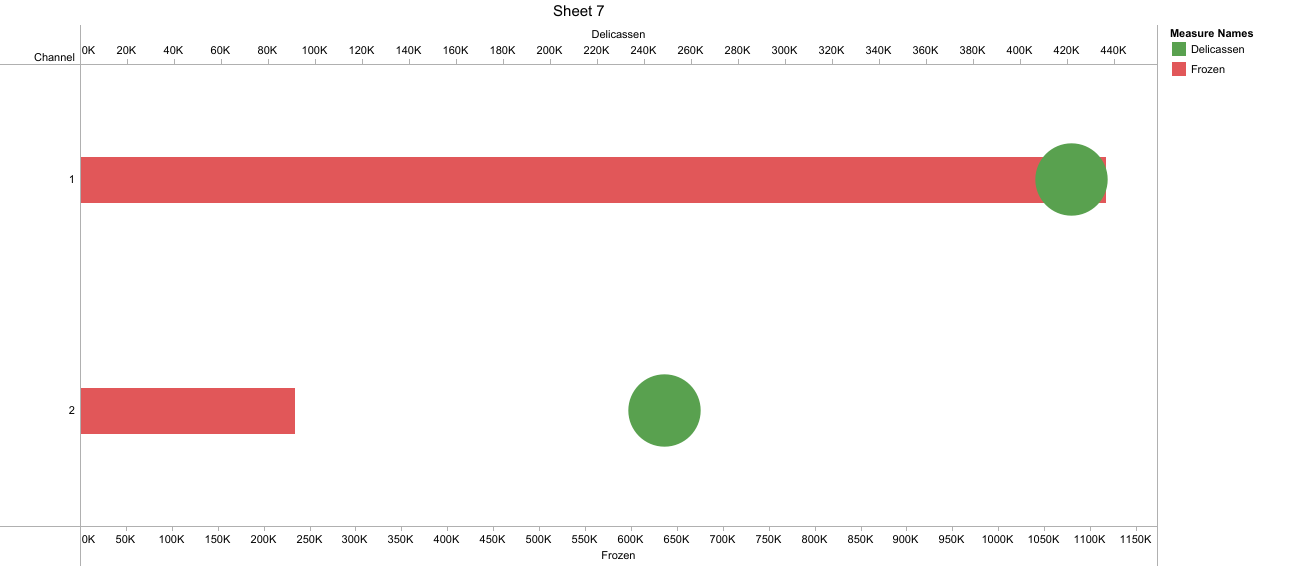 Sheet 7
Delicassen
Channel
0K 20K 40K 60K 80K 100K 120K 140K 160K 180K 200K 220K 240K 260K 280K 300K 320K 340K 360K 380K 400K 420K 440K
Measure Names
Delicassen
Frozen
1
2
0K 50K 100K 150K 200K 250K 300K 350K 400K 450K 500K 550K 600K 650K 700K 750K 800K 850K 900K 950K 1000K 1050K 1100K 1150K
Frozen